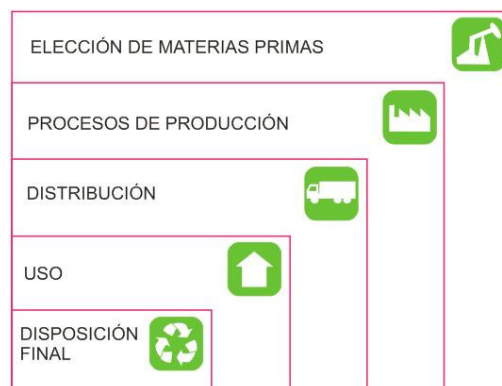 ELECCIÓN DE MATERIAS PRIMAS
PROCESOS DE PRODUCCIÓN
DISTRIBUCIÓN
USO
DISPOSICIÓN
FINAL